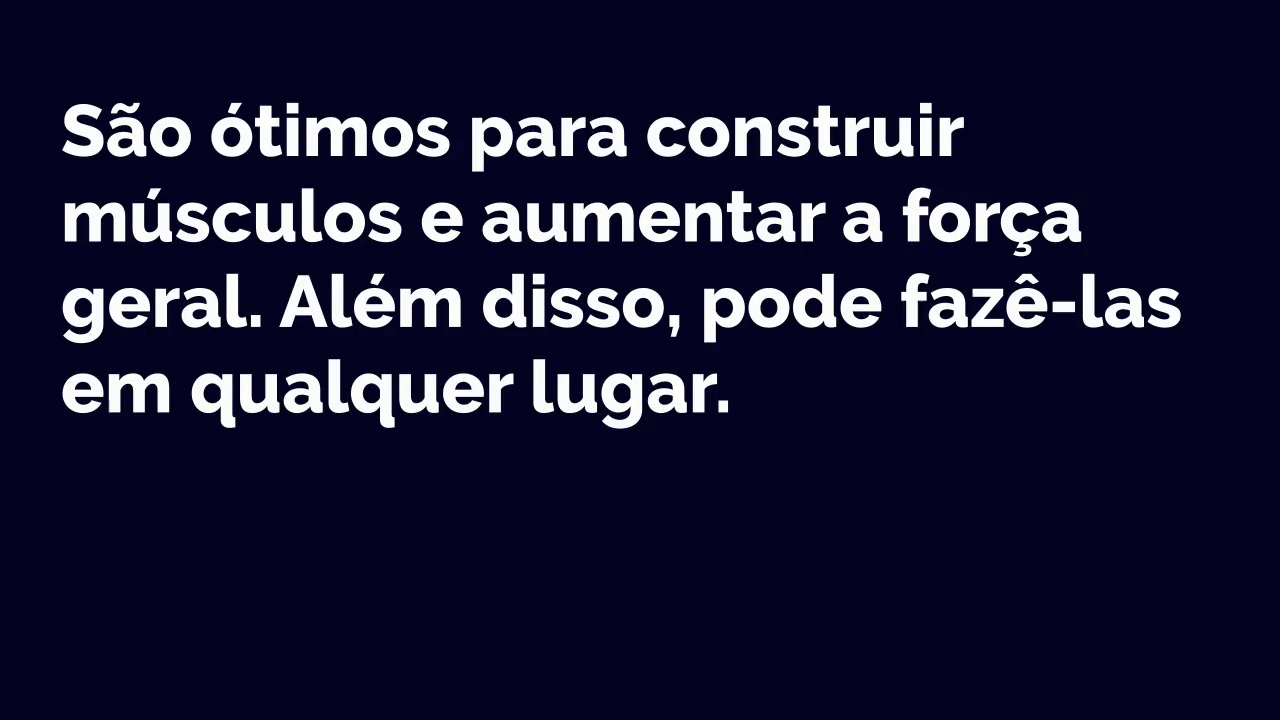 São ótimos para construir
músculos e aumentar a força
geral. Além disso, pode fazê-las
em qualquer lugar.